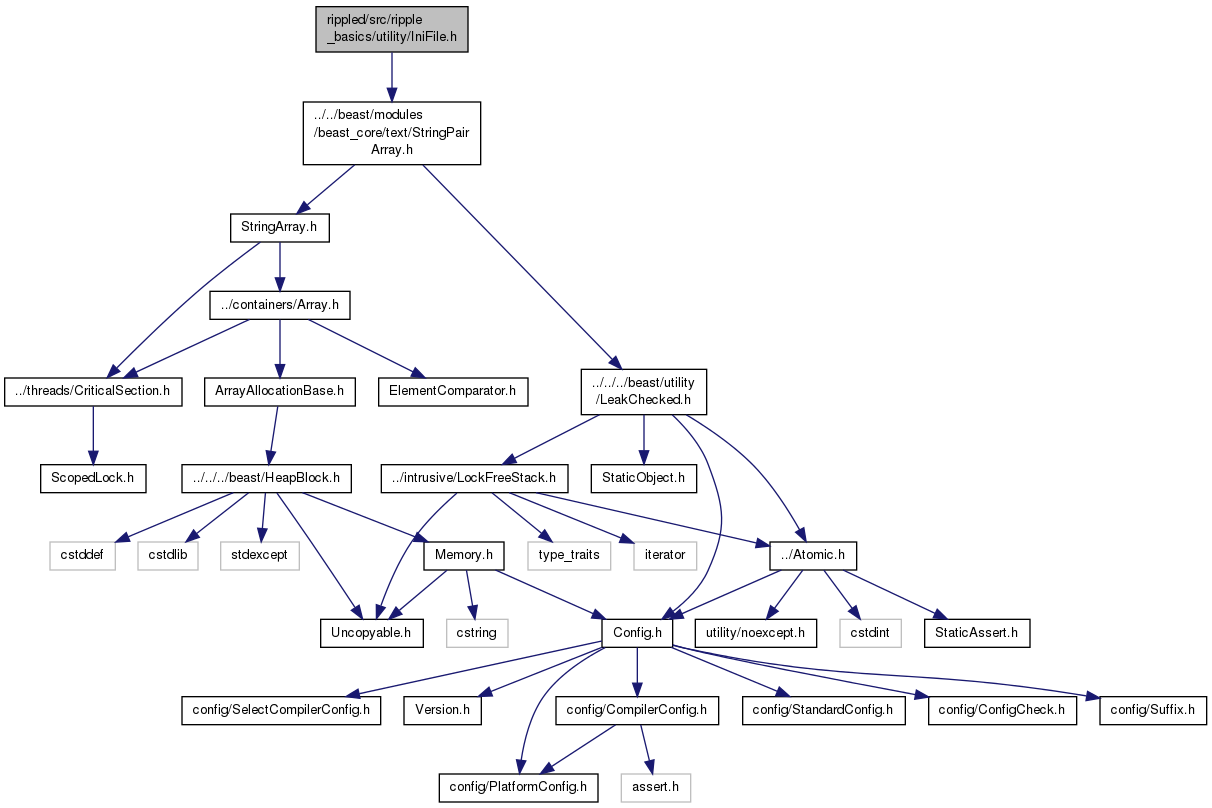 rippled/src/ripple
_basics/utility/IniFile.h
../../beast/modules
/beast_core/text/StringPair
Array.h
StringArray.h
../containers/Array.h
../threads/CriticalSection.h
ArrayAllocationBase.h
ElementComparator.h
../../../beast/utility
/LeakChecked.h
ScopedLock.h
../../../beast/HeapBlock.h
../intrusive/LockFreeStack.h
StaticObject.h
cstddef
cstdlib
stdexcept
Memory.h
type_traits
iterator
../Atomic.h
Uncopyable.h
cstring
Config.h
utility/noexcept.h
cstdint
StaticAssert.h
config/SelectCompilerConfig.h
Version.h
config/CompilerConfig.h
config/StandardConfig.h
config/ConfigCheck.h
config/Suffix.h
config/PlatformConfig.h
assert.h